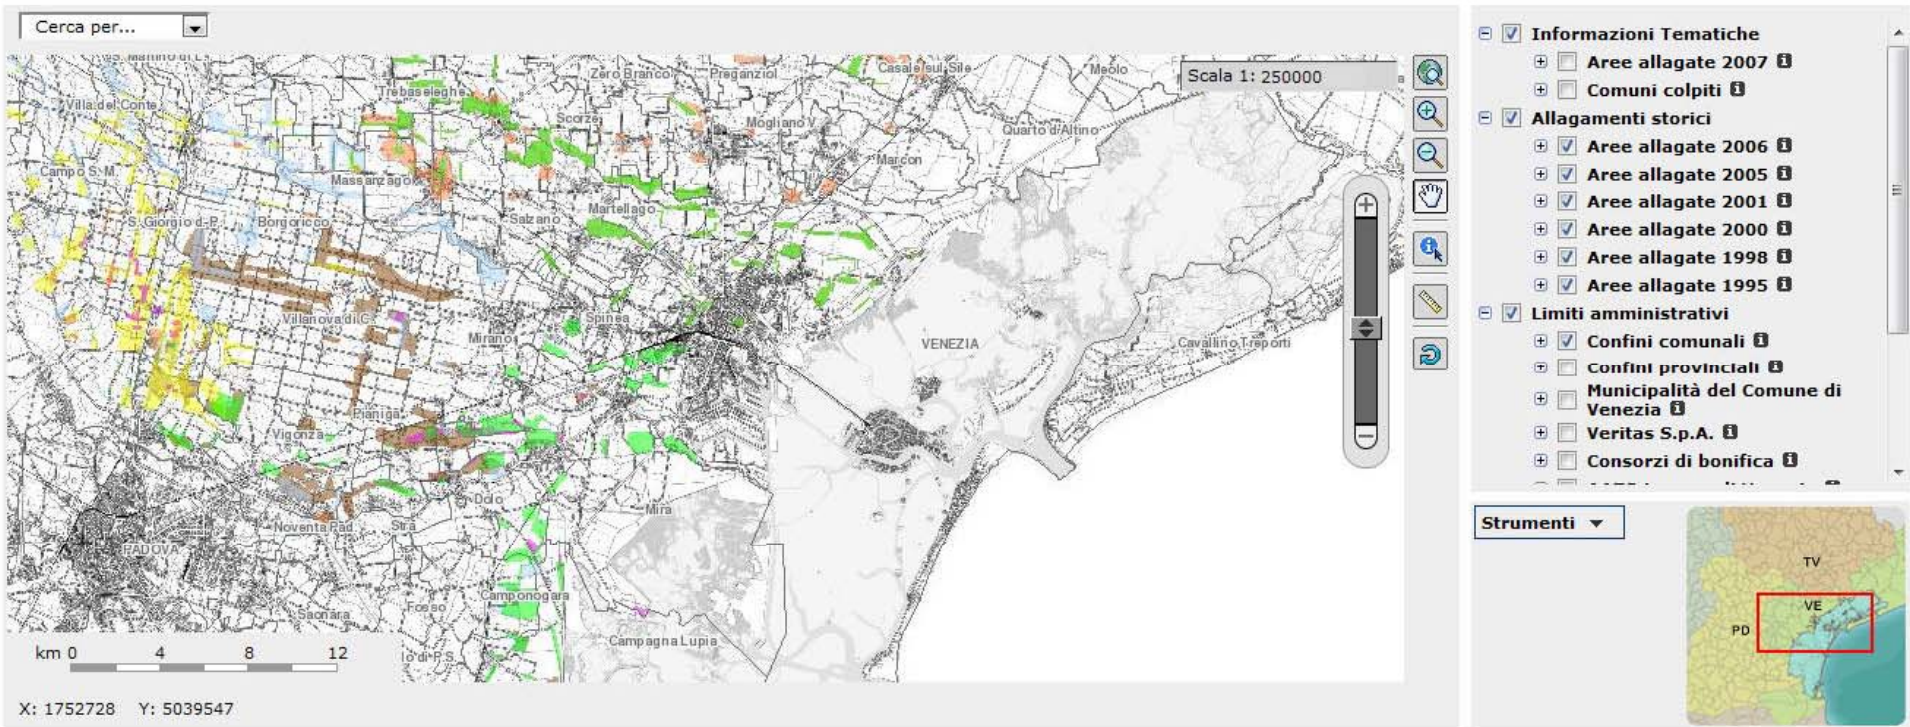 Cerca per...
Scala 1: 250000
Zero Branco
Preganziol
Casale sul Sile
Meolo
Villa del Conte
Trebaseleghe
Scorzè
Mogliano V.
Quarto d'Altino
Marcon
Campo S. M.
Massanzago
S. Giorgio d. P.
Borgoricco
Salzano
Martellago
Villanova di C.
Spinea
Mirano
VENEZIA
Cavallino Treporti
Pianiga
Vigonza
Dolo
Mira
Noventa Pad.
Stra
PADOVA
Camponogara
Fosso
Saonara
Campagna Lupia
km 0 4 8 12
X: 1752728 Y: 5039547
Informazioni Tematiche
Aree allagate 2007
Comuni colpiti
Allagamenti storici
Aree allagate 2006
Aree allagate 2005
Aree allagate 2001
Aree allagate 2000
Aree allagate 1998
Aree allagate 1995
Limiti amministrativi
Confini comunali
Confini provinciali
Municipalità del Comune di
Venezia
Veritas S.p.A.
Consorzi di bonifica
Strumenti
TV
VE
PD